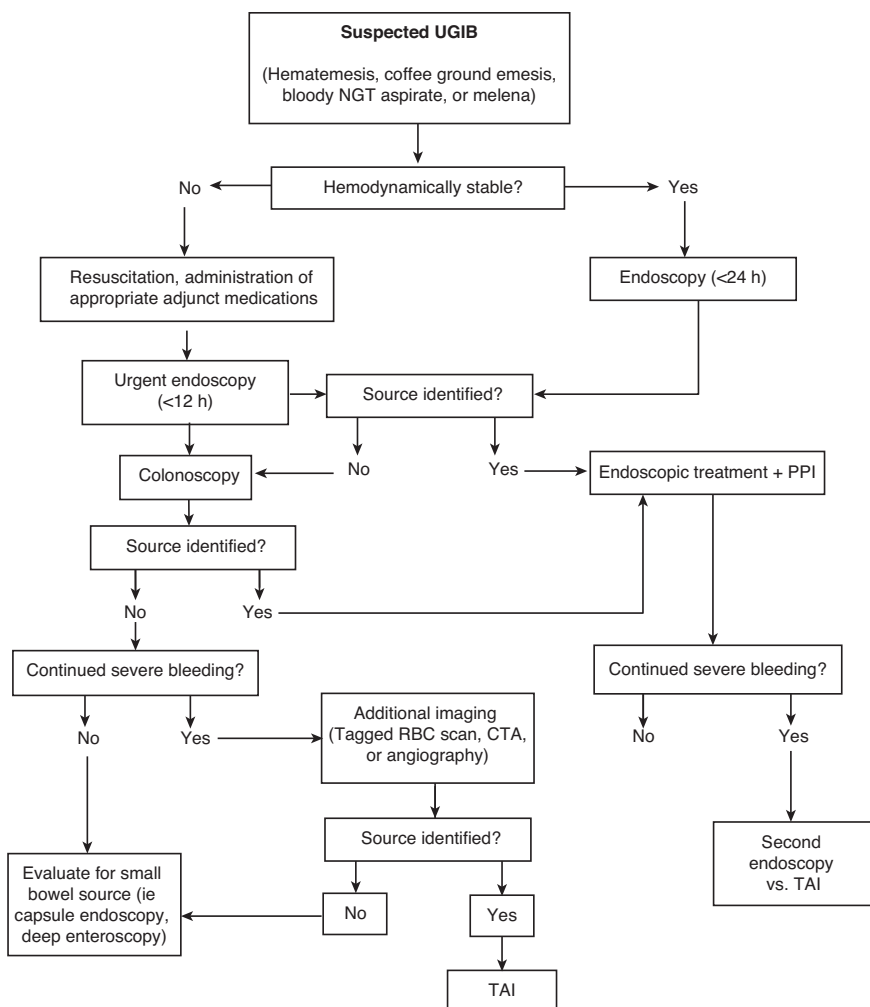 Suspected UGIB
(Hematemesis, coffee ground emesis,
bloody NGT aspirate, or melena)
Hemodynamically stable?
No
Yes
Resuscitation, administration of
appropriate adjunct medications
Endoscopy (<24 h)
Urgent endoscopy
(<12 h)
Source identified?
No
Yes
Colonoscopy
Endoscopic treatment + PPI
Source identified?
No
Yes
Continued severe bleeding?
Continued severe bleeding?
No
Yes
Additional imaging
(Tagged RBC scan, CTA,
or angiography)
No
Yes
Source identified?
Second
endoscopy
vs. TAI
Evaluate for small
bowel source (ie
capsule endoscopy,
deep enteroscopy)
No
Yes
TAI